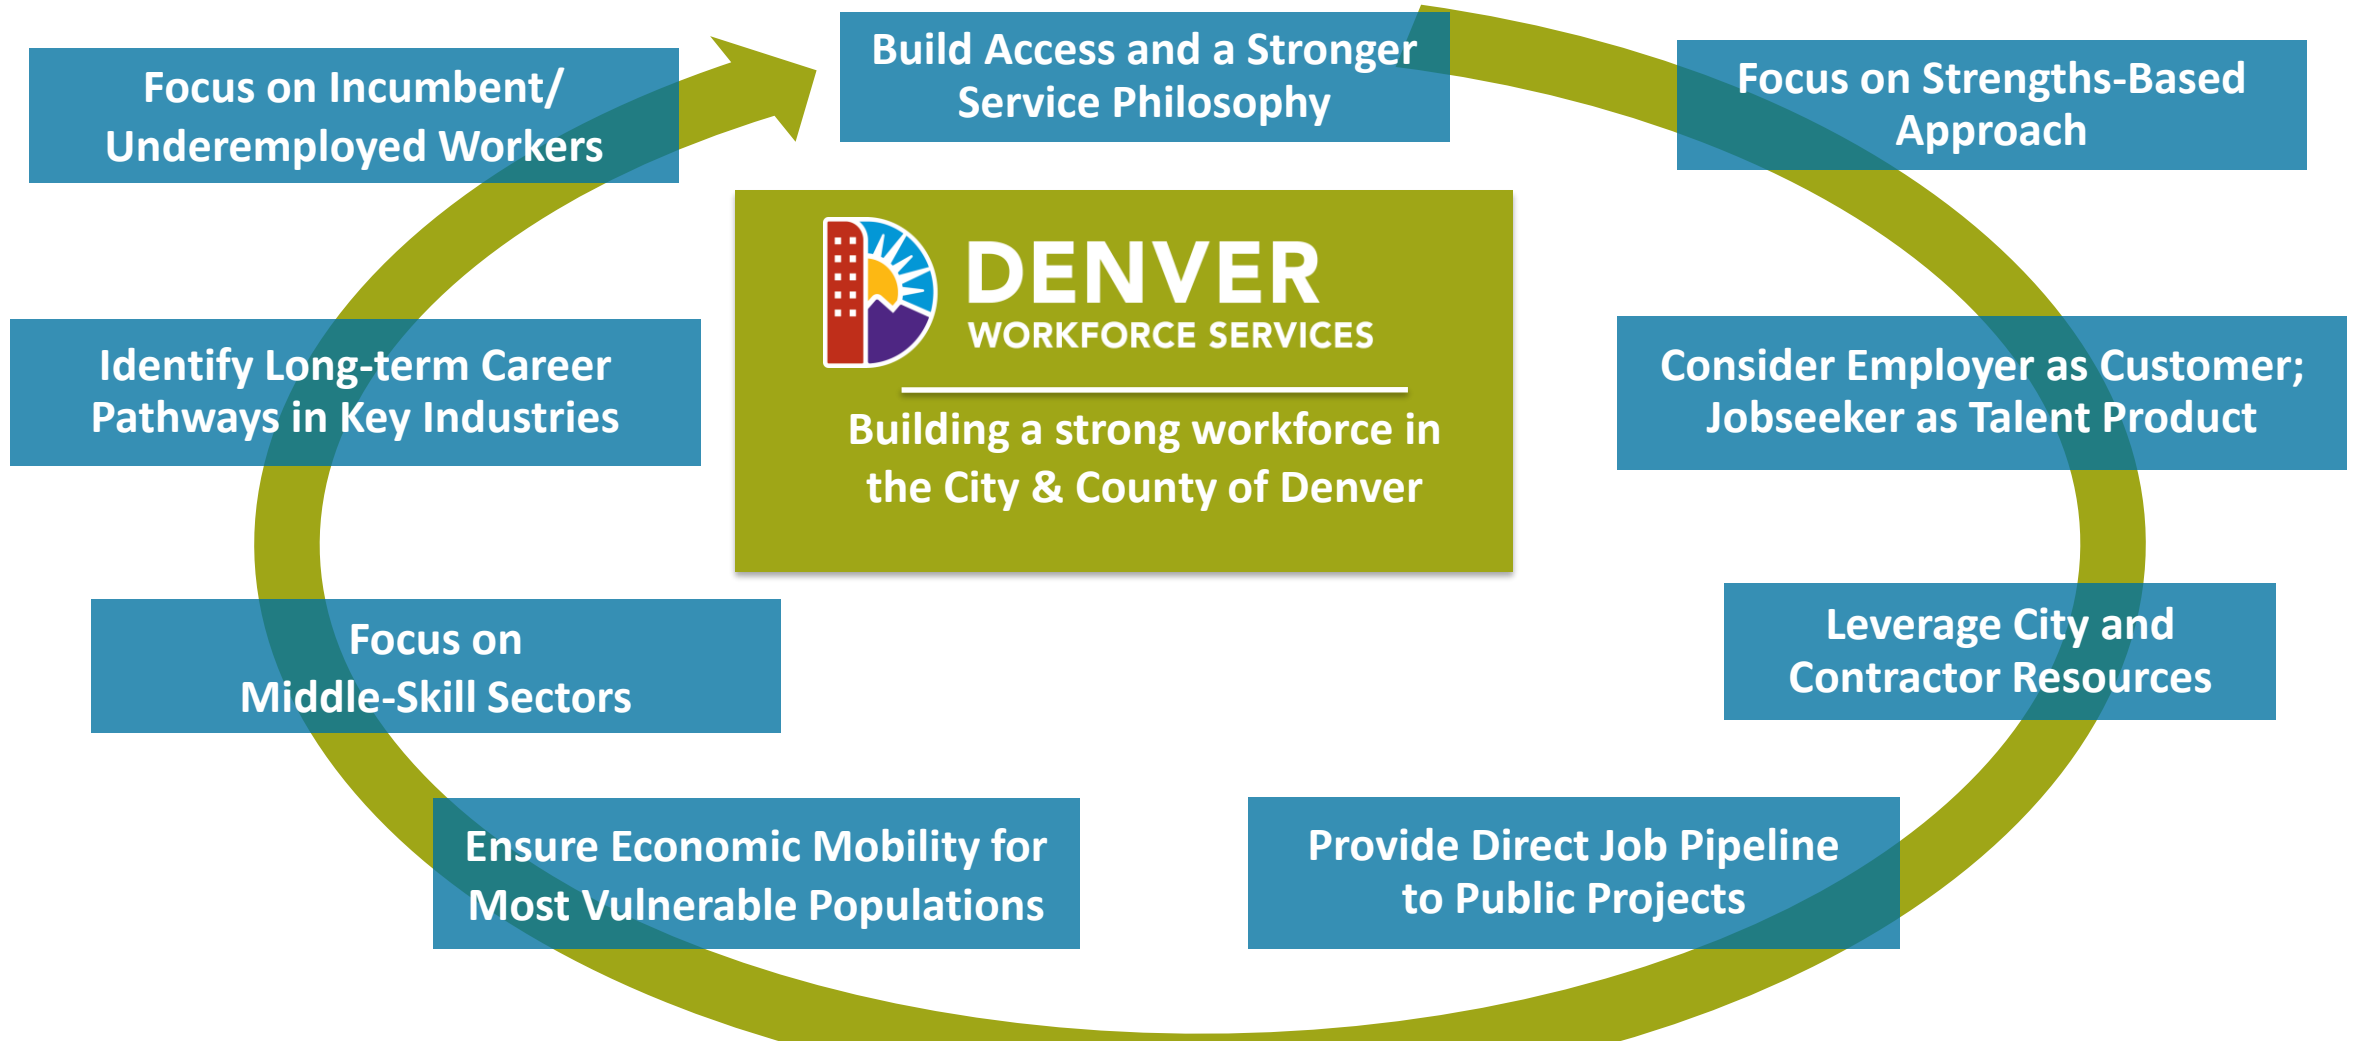 Build Access and a Stronger
Service Philosophy
Focus on Strengths-Based
Approach
Consider Employer as Customer;
Jobseeker as Talent Product
Leverage City and
Contractor Resources
Provide Direct Job Pipeline
to Public Projects
Ensure Economic Mobility for
Most Vulnerable Populations
Focus on
Middle-Skill Sectors
Identify Long-term Career
Pathways in Key Industries
Focus on Incumbent/
Underemployed Workers
DENVER
WORKFORCE SERVICES
Building a strong workforce in
the City & County of Denver